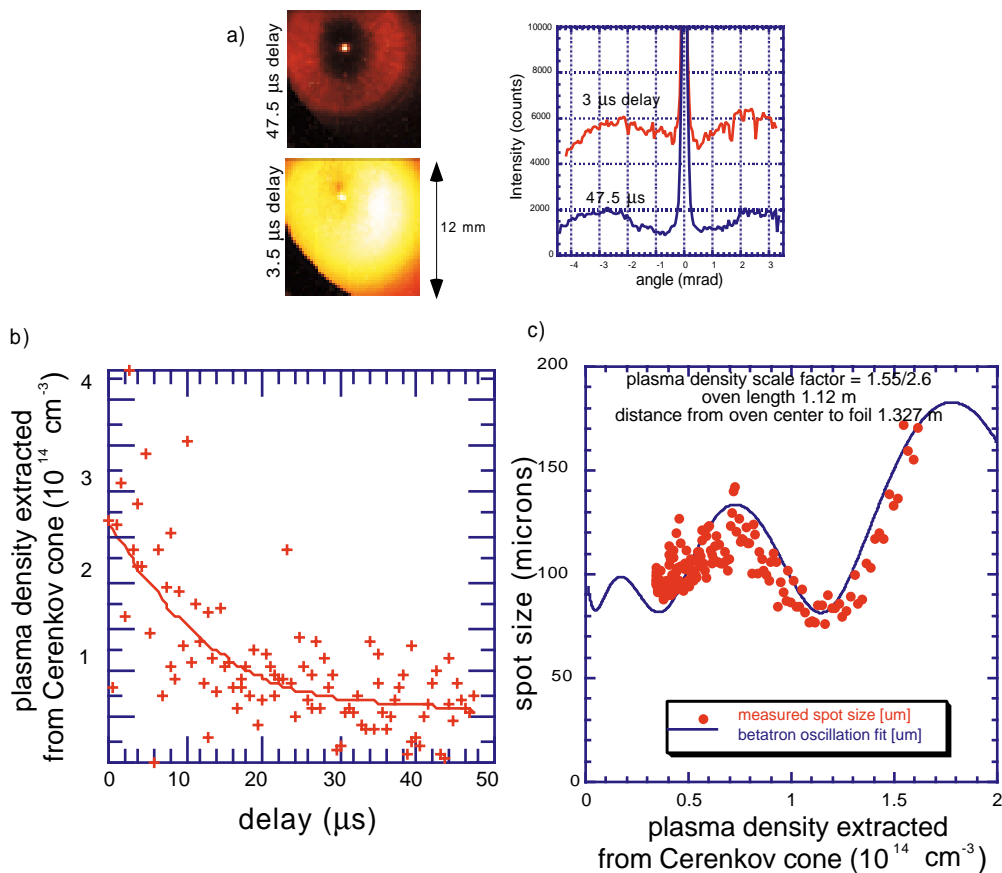 a)
47.5 µs delay
3.5 µs delay
12 mm
Intensity (counts)
10000
8000
6000
4000
2000
0
3 µs delay
47.5 µs
-4 -3 -2 -1 0 1 2 3
angle (mrad)
b)
plasma density extracted
from Cerenkov cone (10^14 cm^-3)
4
3
2
1
0 10 20 30 40 50
delay (µs)
c)
spot size (microns)
200
150
100
50
0
plasma density scale factor = 1.55/2.6
oven length 1.12 m
distance from oven center to foil 1.327 m
measured spot size [um]
betatron oscillation fit [um]
0 0.5 1 1.5 2
plasma density extracted
from Cerenkov cone (10^14 cm^-3)